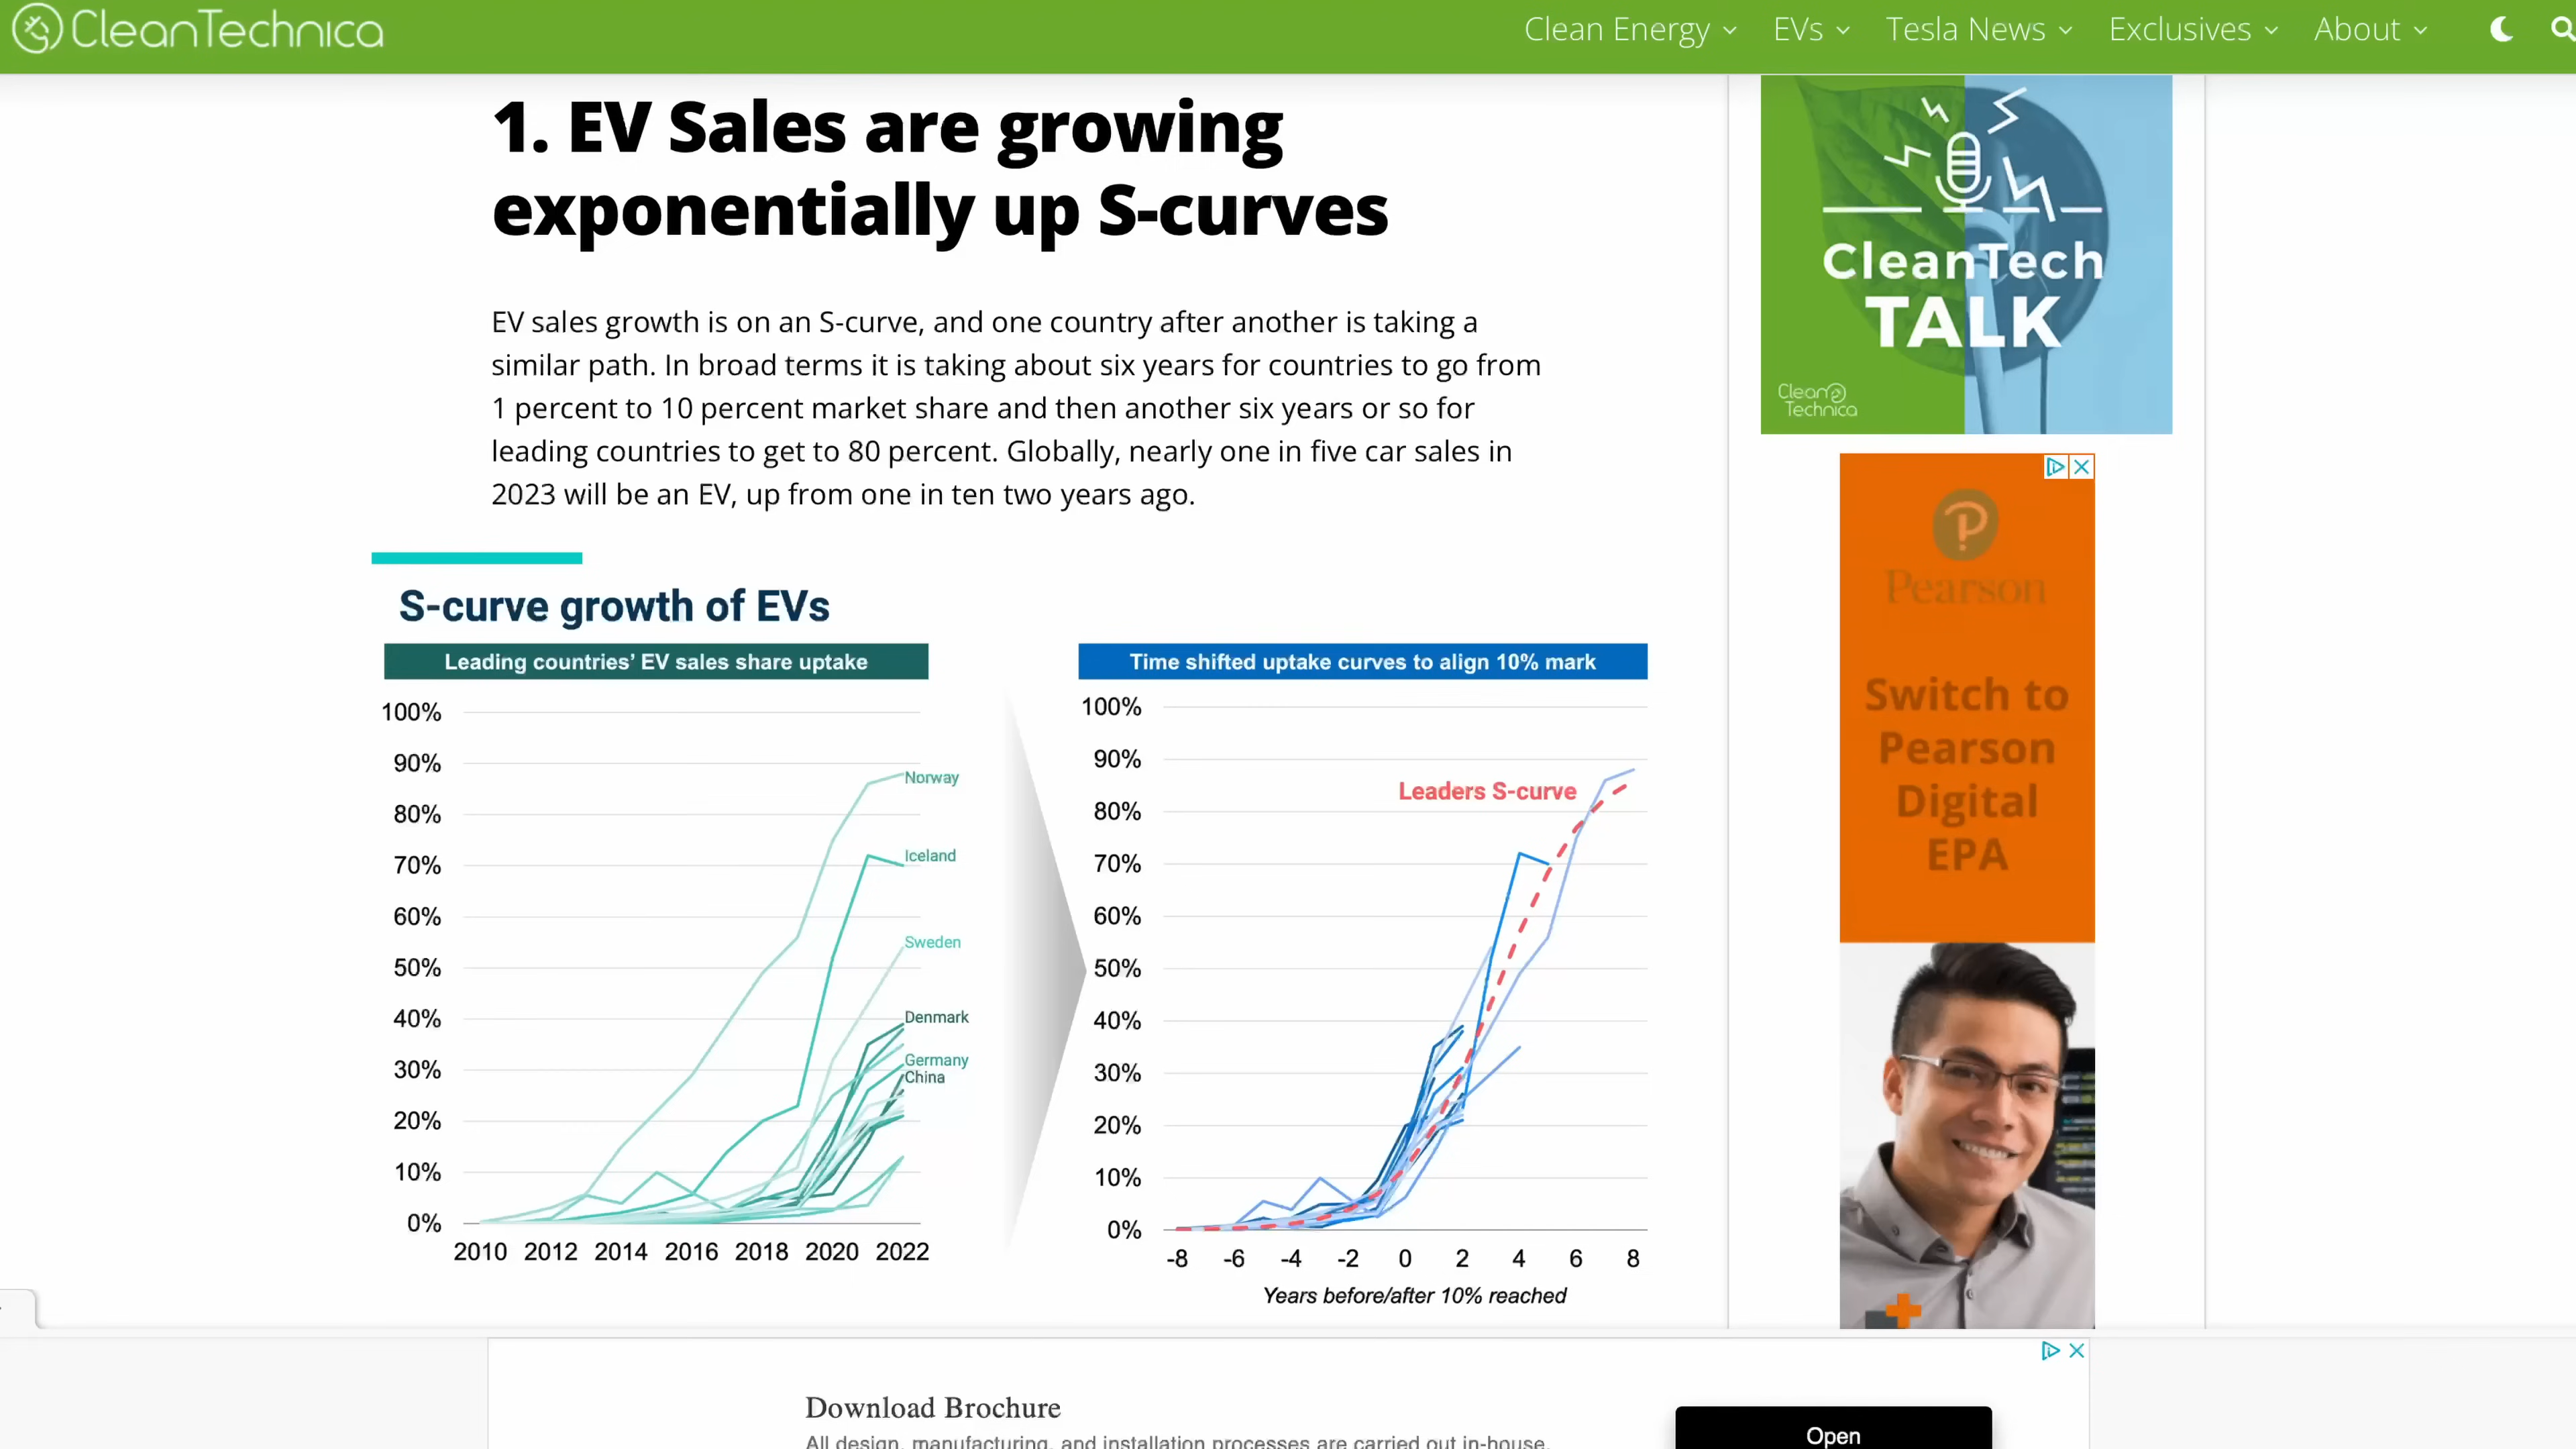 CleanTechnica
Clean Energy
EVs
Tesla News
Exclusives
About
1. EV Sales are growing
exponentially up S-curves
EV sales growth is on an S-curve, and one country after another is taking a
similar path. In broad terms it is taking about six years for countries to go from
1 percent to 10 percent market share and then another six years or so for
leading countries to get to 80 percent. Globally, nearly one in five car sales in
2023 will be an EV, up from one in ten two years ago.
S-curve growth of EVs
Leading countries’ EV sales share uptake
100%
90%
80%
70%
60%
50%
40%
30%
20%
10%
0%
Norway
Iceland
Sweden
Denmark
Germany
China
2010 2012 2014 2016 2018 2020 2022
Time shifted uptake curves to align 10% mark
100%
90%
80%
70%
60%
50%
40%
30%
20%
10%
0%
Leaders S-curve
-8 -6 -4 -2 0 2 4 6 8
Years before/after 10% reached
CleanTech
TALK
Clean
Technica
Pearson
Switch to
Pearson
Digital
EPA
Download Brochure
All design, manufacturing, and installation processes are carried out in-house.
Open